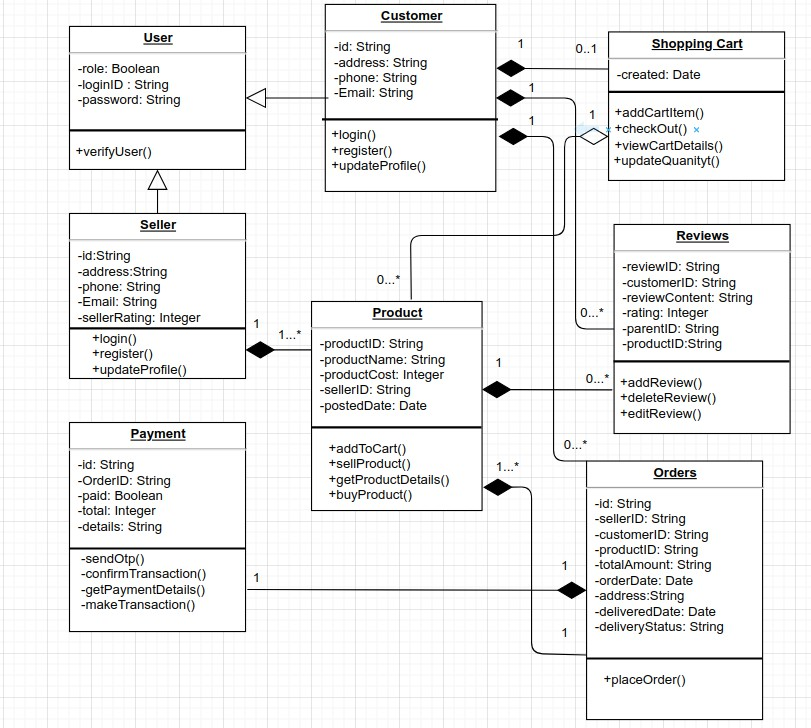 User
-role: Boolean
-loginID : String
-password: String
+verifyUser()
Customer
-id: String
-address: String
-phone: String
-Email: String
+login()
+register()
+updateProfile()
1
0..1
1
1
1
Shopping Cart
-created: Date
+addCartItem()
+checkOut()
+viewCartDetails()
+updateQuanityt()
Seller
-id:String
-address:String
-phone: String
-Email: String
-sellerRating: Integer
+login()
+register()
+updateProfile()
1
1...*
0...*
Product
-productID: String
-productName: String
-productCost: Integer
-sellerID: String
-postedDate: Date
+addToCart()
+sellProduct()
+getProductDetails()
+buyProduct()
Reviews
-reviewID: String
-customerID: String
-reviewContent: String
-rating: Integer
-parentID: String
-productID:String
+addReview()
+deleteReview()
+editReview()
0...*
1
0...*
0...*
1...*
Payment
-id: String
-OrderID: String
-paid: Boolean
-total: Integer
-details: String
-sendOtp()
-confirmTransaction()
-getPaymentDetails()
-makeTransaction()
1
1
1
Orders
-id: String
-sellerID: String
-customerID: String
-productID: String
-totalAmount: String
-orderDate: Date
-address:String
-deliveredDate: Date
-deliveryStatus: String
+placeOrder()